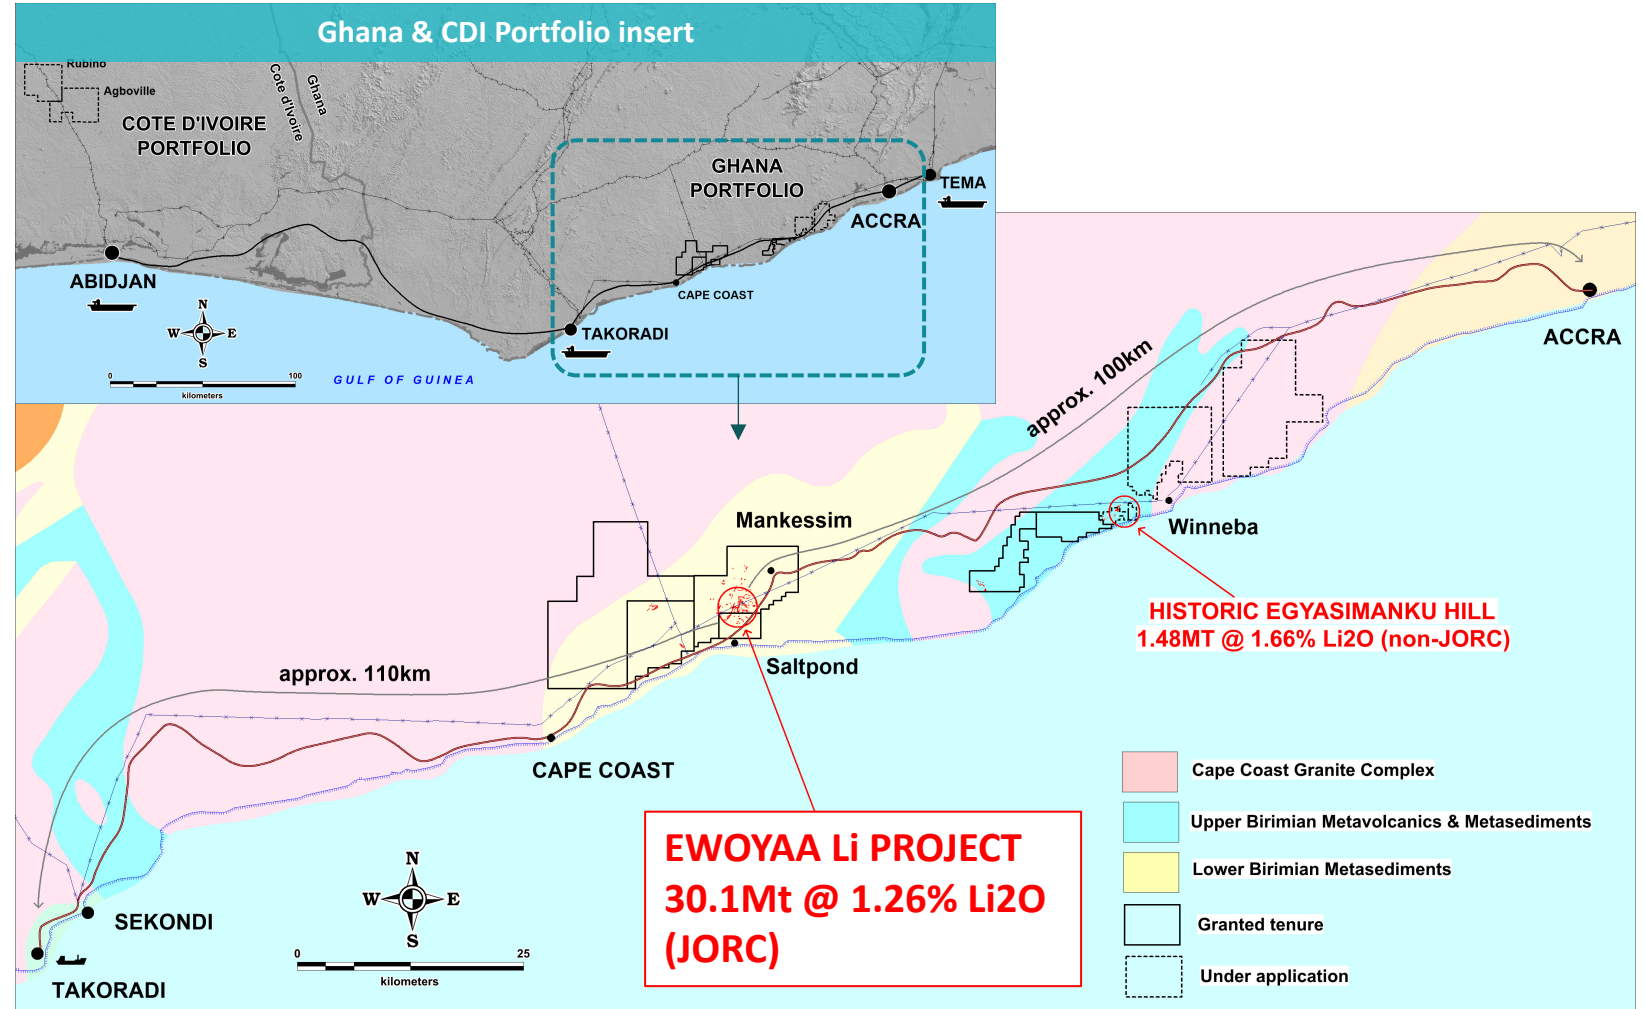 Ghana & CDI Portfolio insert
Rubino
Agboville
Ghana
Cote d'Ivoire
COTE D'IVOIRE
PORTFOLIO
GHANA
PORTFOLIO
TEMA
ACCRA
ABIDJAN
CAPE COAST
TAKORADI
N
W E
S
0 100
kilometers
GULF OF GUINEA
ACCRA
approx. 100km
Mankessim
Winneba
HISTORIC EGYASIMANKU HILL
1.48MT @ 1.66% Li2O (non-JORC)
Saltpond
approx. 110km
CAPE COAST
EWOYAA Li PROJECT
30.1Mt @ 1.26% Li2O
(JORC)
SEKONDI
TAKORADI
N
W E
S
0 25
kilometers
Cape Coast Granite Complex
Upper Birimian Metavolcanics & Metasediments
Lower Birimian Metasediments
Granted tenure
Under application